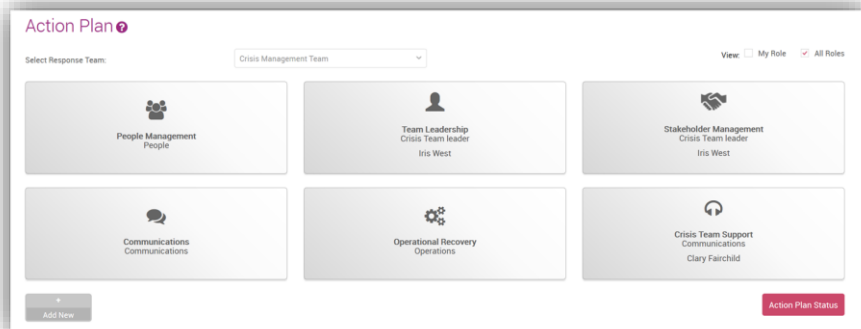 Action Plan ?
Select Response Team: Crisis Management Team View: My Role All Roles
People Management
People
Team Leadership
Crisis Team leader
Iris West
Stakeholder Management
Crisis Team leader
Iris West
Communications
Communications
Operational Recovery
Operations
Crisis Team Support
Communications
Clary Fairchild
+
Add New
Action Plan Status